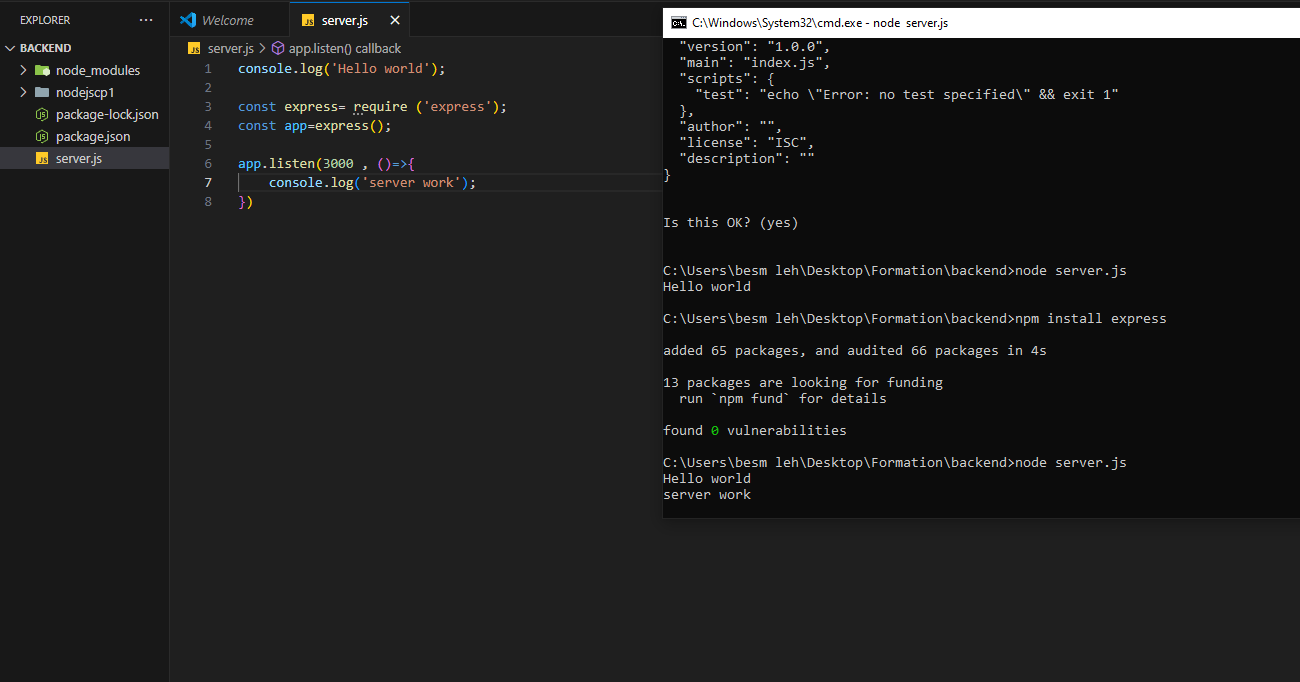 EXPLORER ···
BACKEND
node_modules
nodejscp1
package-lock.json
package.json
server.js
Welcome
server.js
server.js > app.listen() callback
1 console.log('Hello world');
2
3 const express= require ('express');
4 const app=express();
5
6 app.listen(3000 , ()=>{
7 console.log('server work');
8 })
C:\Windows\System32\cmd.exe - node server.js
"version": "1.0.0",
"main": "index.js",
"scripts": {
"test": "echo \"Error: no test specified\" && exit 1"
},
"author": "",
"license": "ISC",
"description": ""
}
Is this OK? (yes)
C:\Users\besm leh\Desktop\Formation\backend>node server.js
Hello world
C:\Users\besm leh\Desktop\Formation\backend>npm install express
added 65 packages, and audited 66 packages in 4s
13 packages are looking for funding
run `npm fund` for details
found 0 vulnerabilities
C:\Users\besm leh\Desktop\Formation\backend>node server.js
Hello world
server work